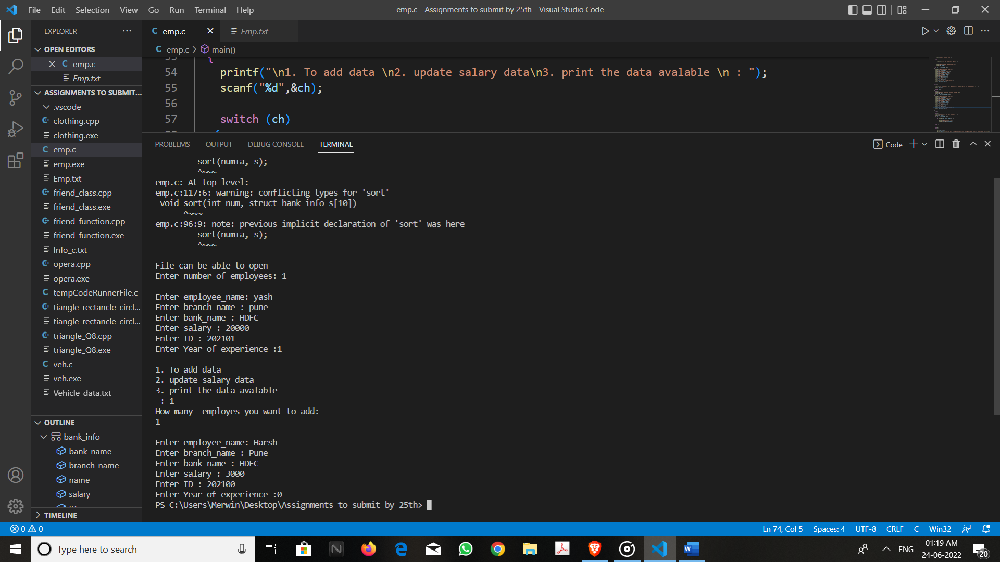 File Edit Selection View Go Run Terminal Help
emp.c - Assignments to submit by 25th - Visual Studio Code
EXPLORER
OPEN EDITORS
emp.c
Emp.txt
ASSIGNMENTS TO SUBMIT...
.vscode
clothing.cpp
clothing.exe
emp.c
emp.exe
Emp.txt
friend_class.cpp
friend_class.exe
friend_function.cpp
friend_function.exe
Info_c.txt
opera.cpp
opera.exe
tempCodeRunnerFile.c
tiangle_rectancle_circl...
tiangle_rectancle_circl...
triangle_Q8.cpp
triangle_Q8.exe
veh.c
veh.exe
Vehicle_data.txt
OUTLINE
bank_info
bank_name
branch_name
name
salary
TIMELINE
emp.c Emp.txt
emp.c > main()
53 {
54 printf("\n1. To add data \n2. update salary data\n3. print the data avalable \n : ");
55 scanf("%d",&ch);
56
57 switch (ch)
PROBLEMS OUTPUT DEBUG CONSOLE TERMINAL
Code
sort(num+a, s);
^~~~
emp.c: At top level:
emp.c:117:6: warning: conflicting types for 'sort'
void sort(int num, struct bank_info s[10])
^~~~
emp.c:96:9: note: previous implicit declaration of 'sort' was here
sort(num+a, s);
^~~~
File can be able to open
Enter number of employees: 1
Enter employee_name: yash
Enter branch_name : pune
Enter bank_name : HDFC
Enter salary : 20000
Enter ID : 202101
Enter Year of experience :1
1. To add data
2. update salary data
3. print the data avalable
: 1
How many  employes you want to add:
1
Enter employee_name: Harsh
Enter branch_name : Pune
Enter bank_name : HDFC
Enter salary : 3000
Enter ID : 202100
Enter Year of experience :0
PS C:\Users\Merwin\Desktop\Assignments to submit by 25th>
0 0
Ln 74, Col 5 Spaces: 4 UTF-8 CRLF C Win32
Type here to search
ENG
01:19 AM
24-06-2022
20